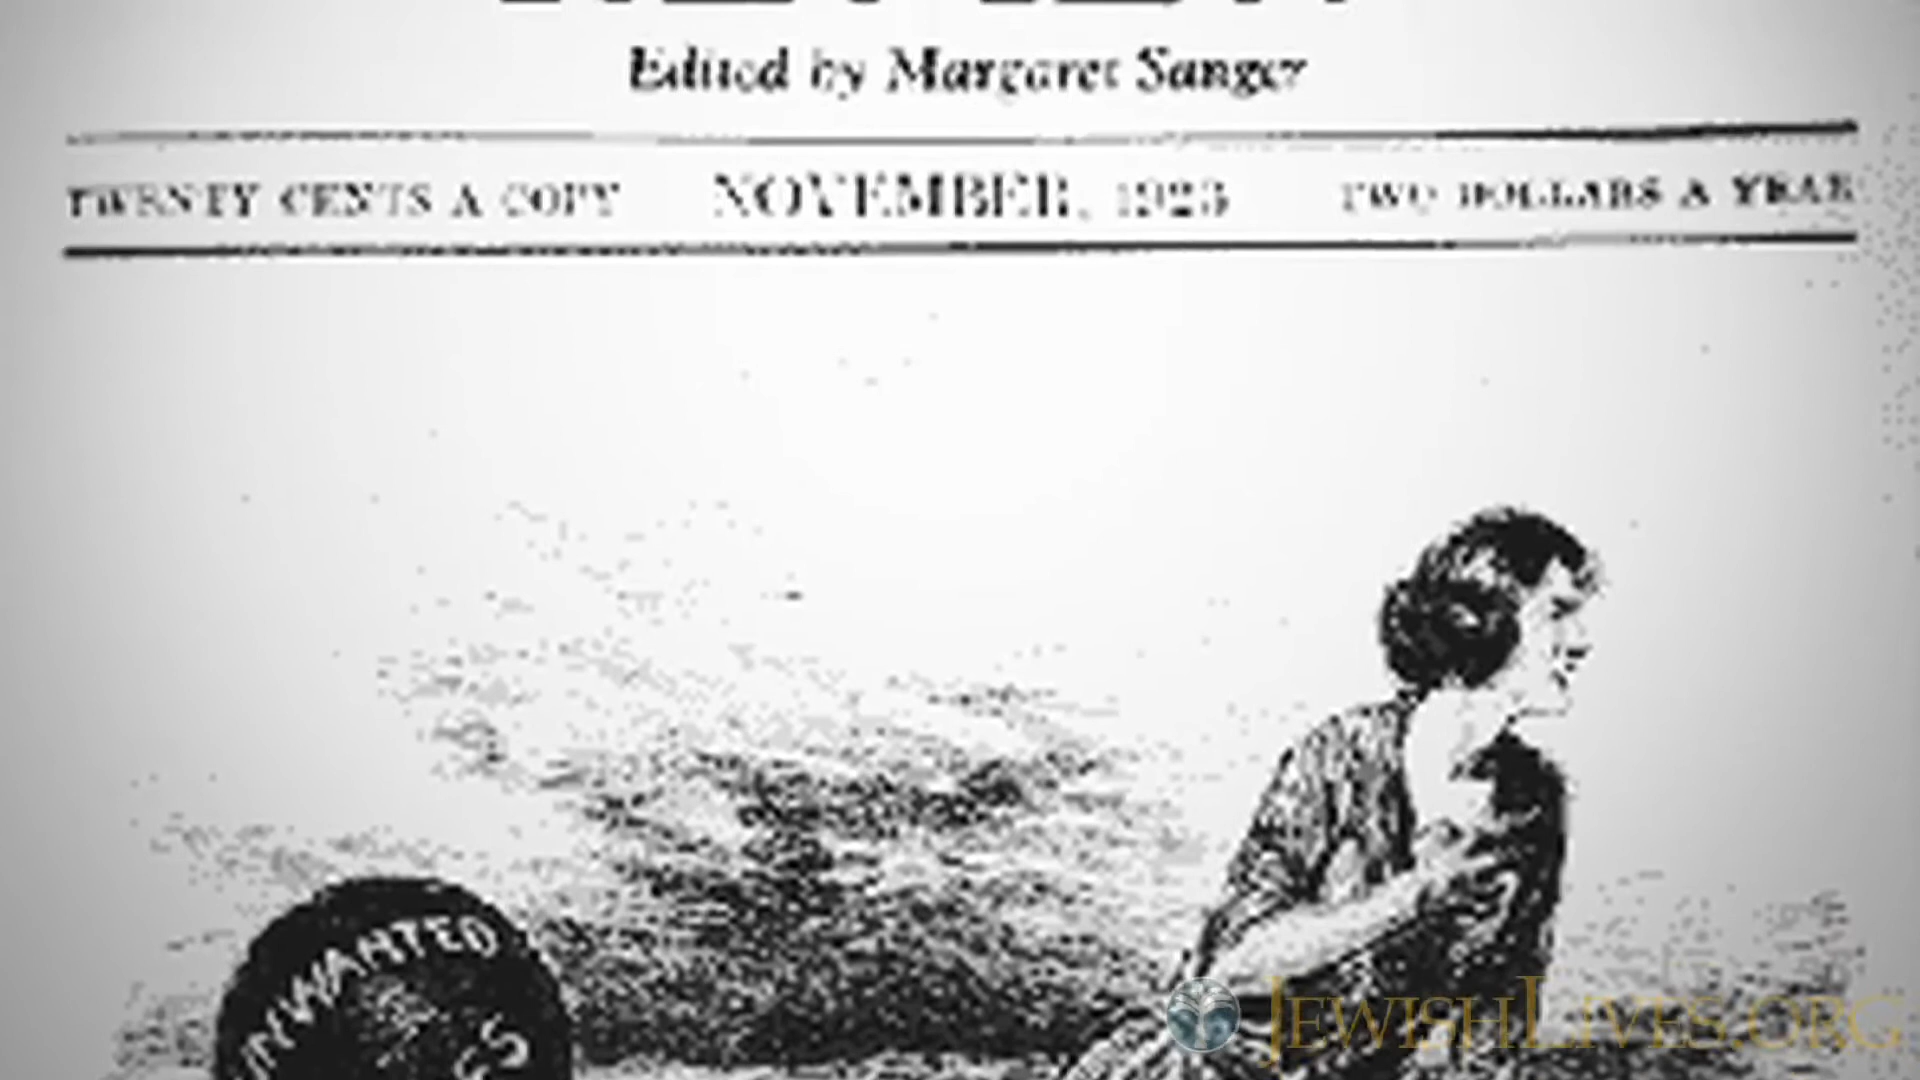 Edited by Margaret Sanger
TWENTY CENTS A COPY NOVEMBER, 1923 TWO DOLLARS A YEAR
UNWANTED
JEWISHLIVES.ORG